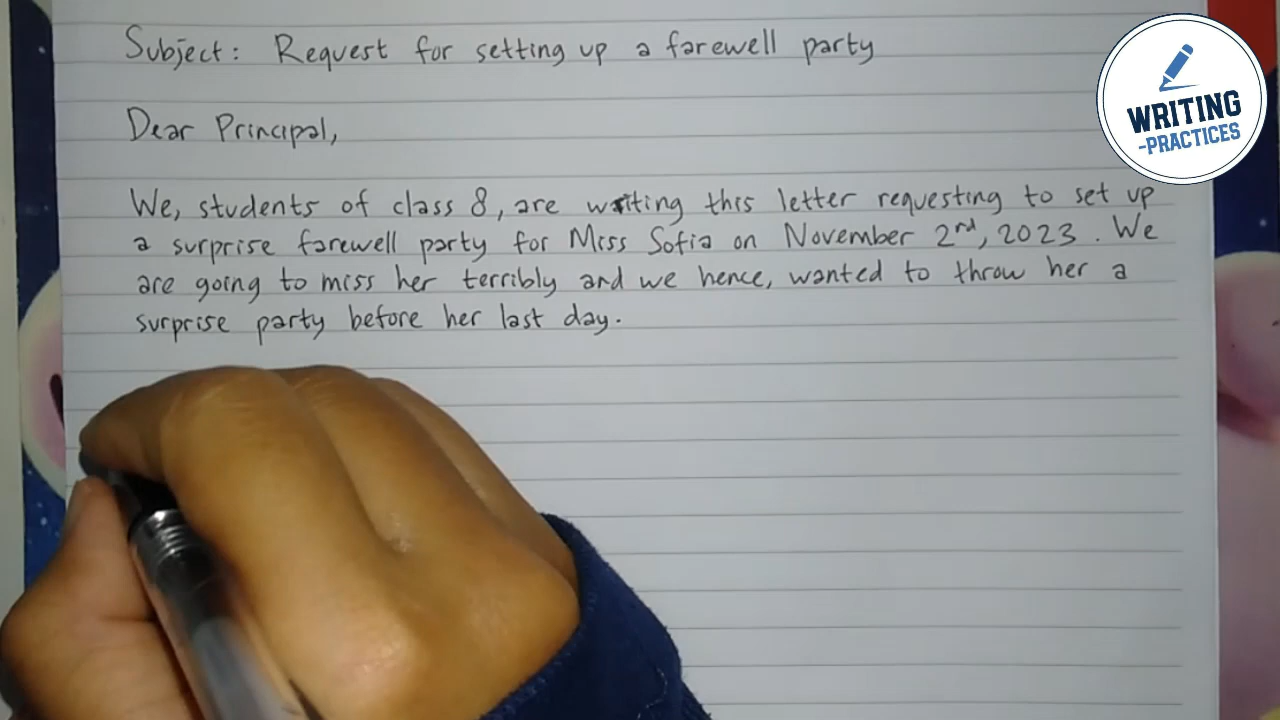 Subject: Request for setting up a farewell party
Dear Principal,
We, students of class 8, are writing this letter requesting to set up
a surprise farewell party for Miss Sofia on November 2nd, 2023. We
are going to miss her terribly and we hence, wanted to throw her a
surprise party before her last day.
WRITING
-PRACTICES